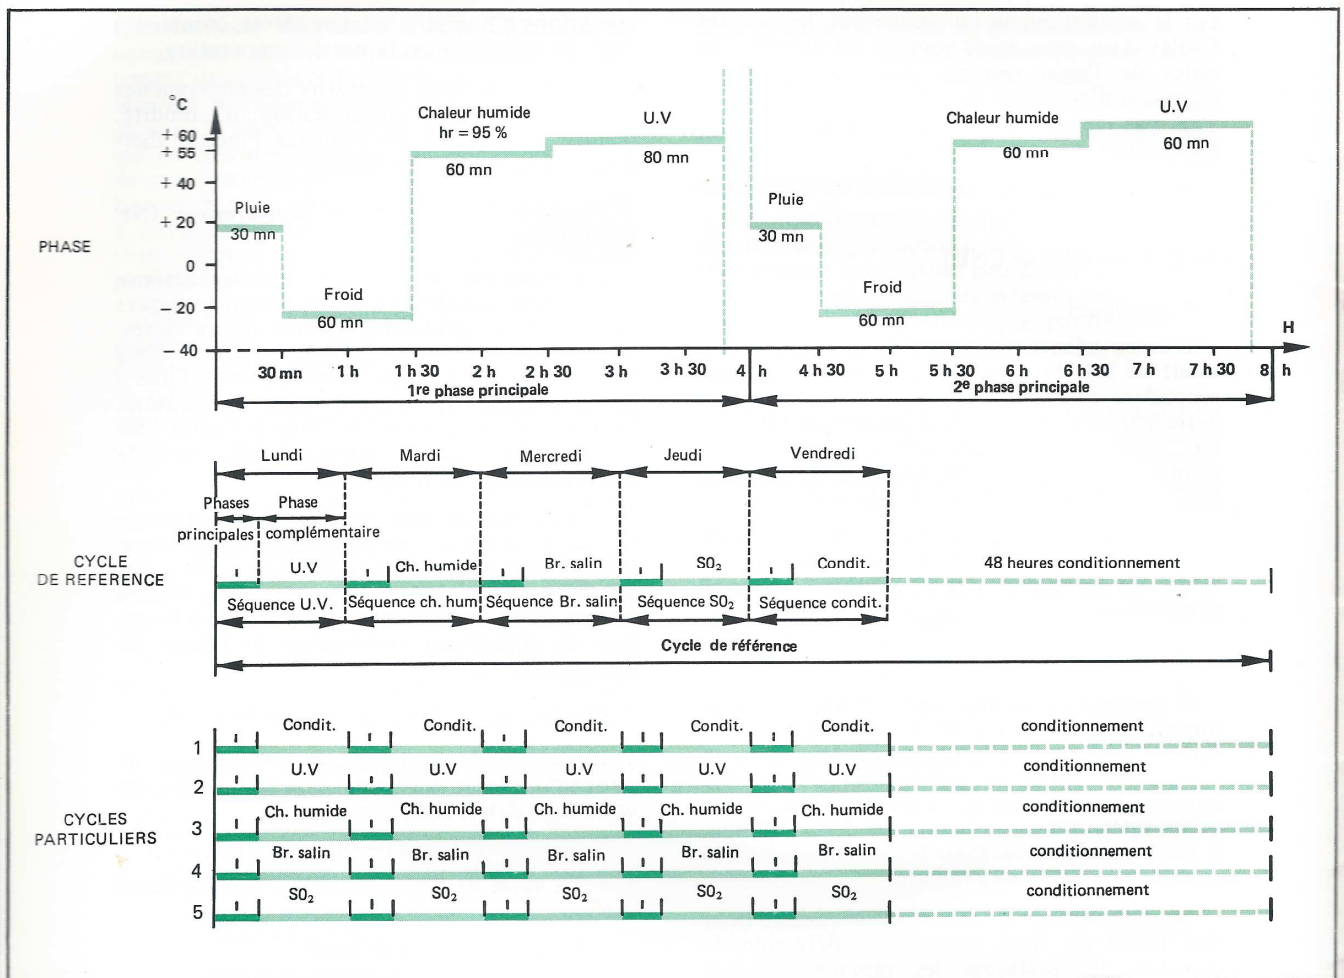 °C
Chaleur humide
hr = 95 %
U.V
Chaleur humide
U.V
+ 60
+ 55
60 mn
80 mn
60 mn
60 mn
+ 40
Pluie
Pluie
+ 20
30 mn
30 mn
PHASE
0
Froid
Froid
− 20
60 mn
60 mn
H
− 40
30 mn 1 h 1 h 30 2 h 2 h 30 3 h 3 h 30 4 h 4 h 30 5 h 5 h 30 6 h 6 h 30 7 h 7 h 30 8 h
1re phase principale
2e phase principale
Lundi Mardi Mercredi Jeudi Vendredi
Phases principales
Phase complémentaire
CYCLE
DE REFERENCE
U.V Ch. humide Br. salin SO₂ Condit. 48 heures conditionnement
Séquence U.V. Séquence ch. hum Séquence Br. salin Séquence SO₂ Séquence condit.
Cycle de référence
CYCLES
PARTICULIERS
1 Condit. Condit. Condit. Condit. Condit. conditionnement
2 U.V U.V U.V U.V U.V conditionnement
3 Ch. humide Ch. humide Ch. humide Ch. humide Ch. humide conditionnement
4 Br. salin Br. salin Br. salin Br. salin Br. salin conditionnement
5 SO₂ SO₂ SO₂ SO₂ SO₂ conditionnement